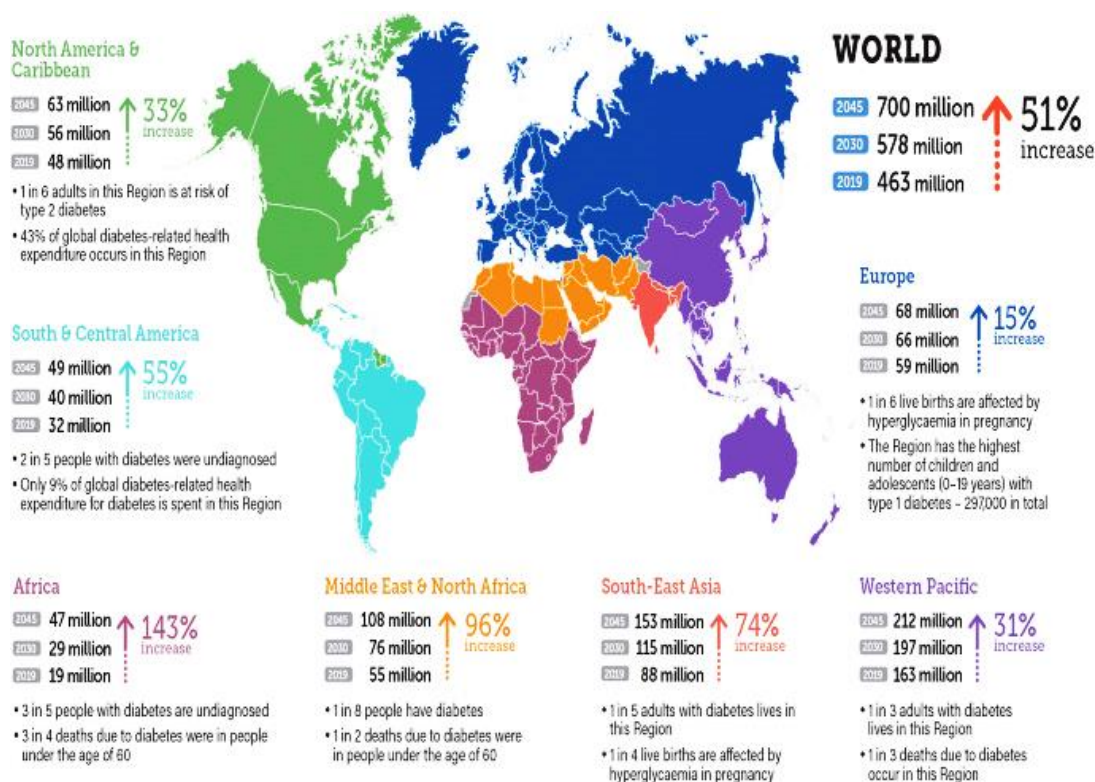 North America &
Caribbean
2045 63 million
2030 56 million
2019 48 million
33%
increase
• 1 in 6 adults in this Region is at risk of
type 2 diabetes
• 43% of global diabetes-related health
expenditure occurs in this Region
WORLD
2045 700 million
2030 578 million
2019 463 million
51%
increase
South & Central America
2045 49 million
2030 40 million
2019 32 million
55%
increase
• 2 in 5 people with diabetes were undiagnosed
• Only 9% of global diabetes-related health
expenditure for diabetes is spent in this Region
Europe
2045 68 million
2030 66 million
2019 59 million
15%
increase
• 1 in 6 live births are affected by
hyperglycaemia in pregnancy
• The Region has the highest
number of children and
adolescents (0–19 years) with
type 1 diabetes – 297,000 in total
Africa
2045 47 million
2030 29 million
2019 19 million
143%
increase
• 3 in 5 people with diabetes are undiagnosed
• 3 in 4 deaths due to diabetes were in people
under the age of 60
Middle East & North Africa
2045 108 million
2030 76 million
2019 55 million
96%
increase
• 1 in 8 people have diabetes
• 1 in 2 deaths due to diabetes were
in people under the age of 60
South-East Asia
2045 153 million
2030 115 million
2019 88 million
74%
increase
• 1 in 5 adults with diabetes lives in
this Region
• 1 in 4 live births are affected by
hyperglycaemia in pregnancy
Western Pacific
2045 212 million
2030 197 million
2019 163 million
31%
increase
• 1 in 3 adults with diabetes
lives in this Region
• 1 in 3 deaths due to diabetes
occur in this Region